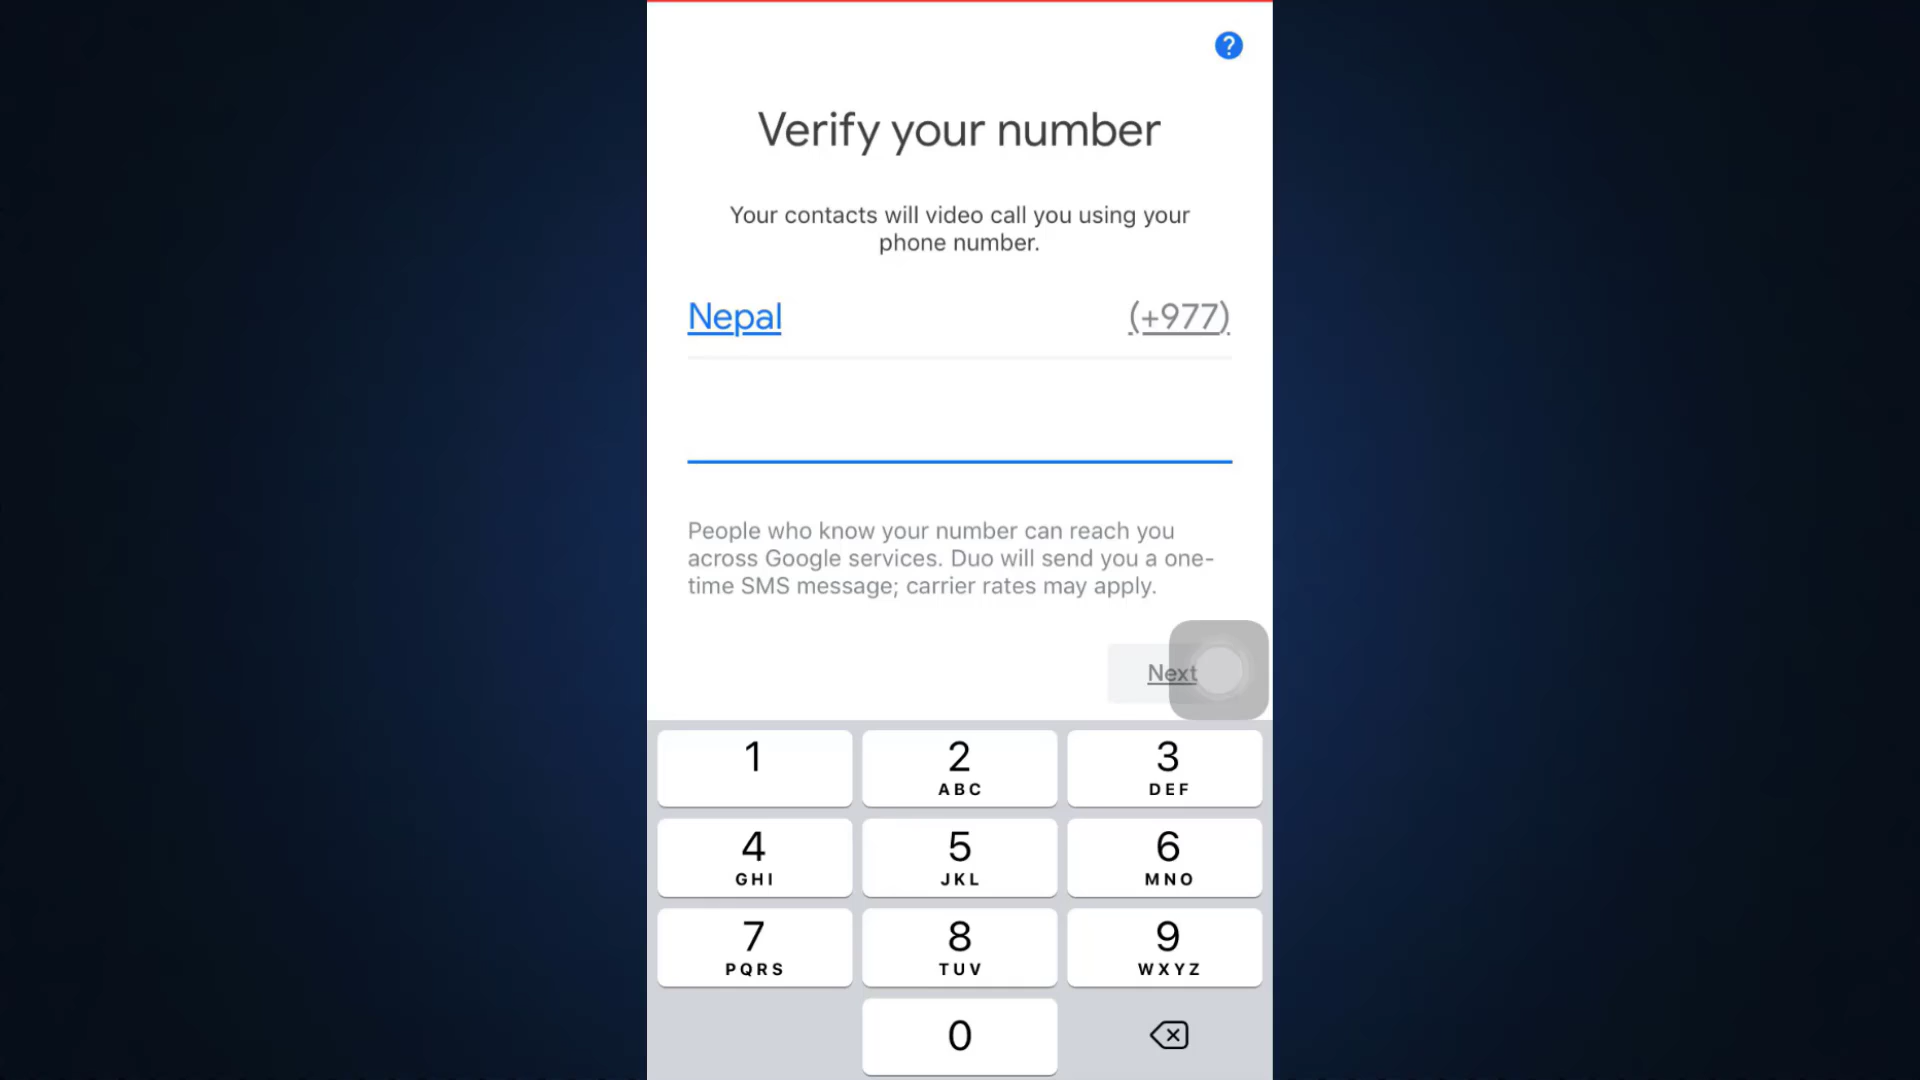 ?
Verify your number
Your contacts will video call you using your
phone number.
Nepal (+977)
People who know your number can reach you
across Google services. Duo will send you a one-
time SMS message; carrier rates may apply.
Next
1 2 3
ABC DEF
4 5 6
GHI JKL MNO
7 8 9
PQRS TUV WXYZ
0